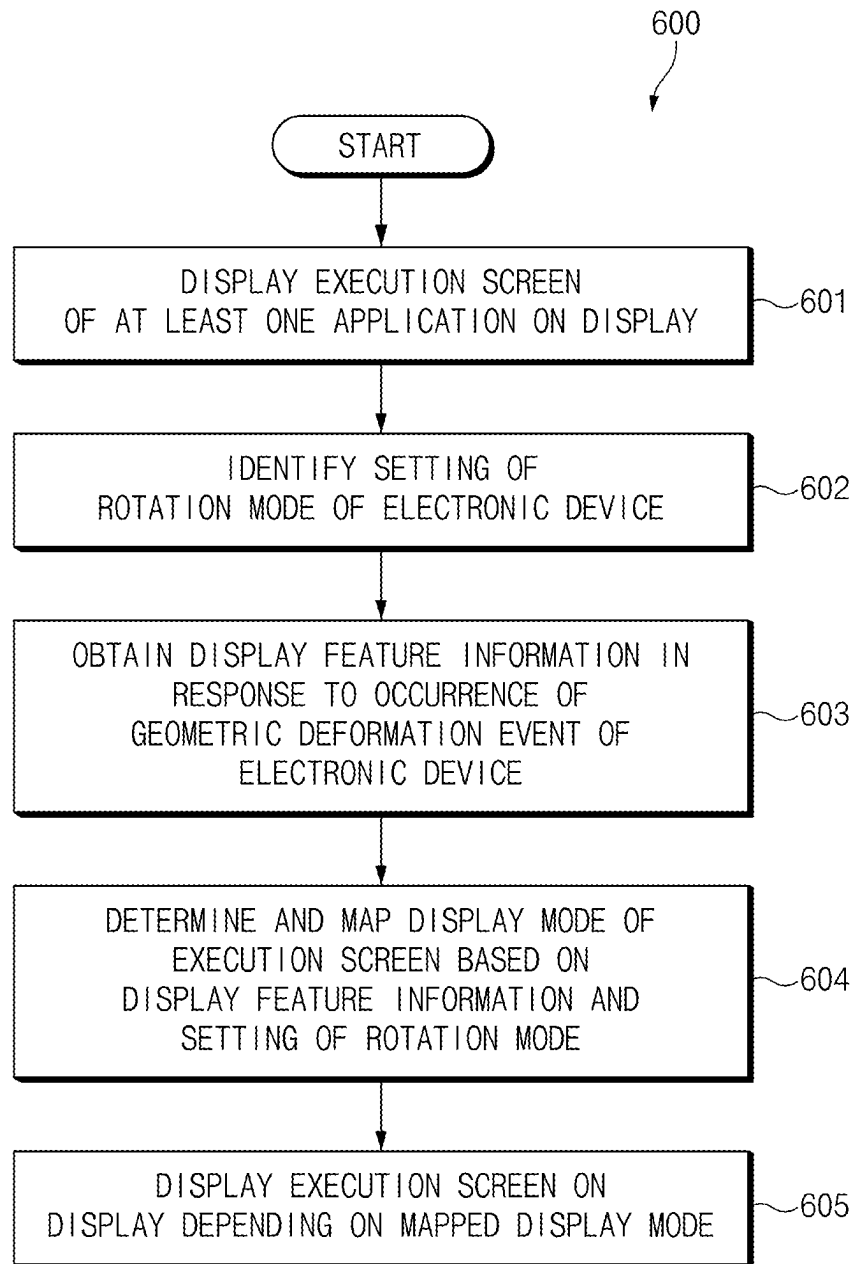 600
START
DISPLAY EXECUTION SCREEN
OF AT LEAST ONE APPLICATION ON DISPLAY
601
IDENTIFY SETTING OF
ROTATION MODE OF ELECTRONIC DEVICE
602
OBTAIN DISPLAY FEATURE INFORMATION IN
RESPONSE TO OCCURRENCE OF
GEOMETRIC DEFORMATION EVENT OF
ELECTRONIC DEVICE
603
DETERMINE AND MAP DISPLAY MODE OF
EXECUTION SCREEN BASED ON
DISPLAY FEATURE INFORMATION AND
SETTING OF ROTATION MODE
604
DISPLAY EXECUTION SCREEN ON
DISPLAY DEPENDING ON MAPPED DISPLAY MODE
605